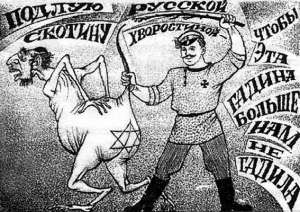 ПОДЛУЮ
СКОТИНУ
РУССКОЙ
ХВОРОСТИНОЙ
ЧТОБЫ
ЭТА
ГАДИНА
БОЛЬШЕ
НАМ
НЕ
ГАДИЛА